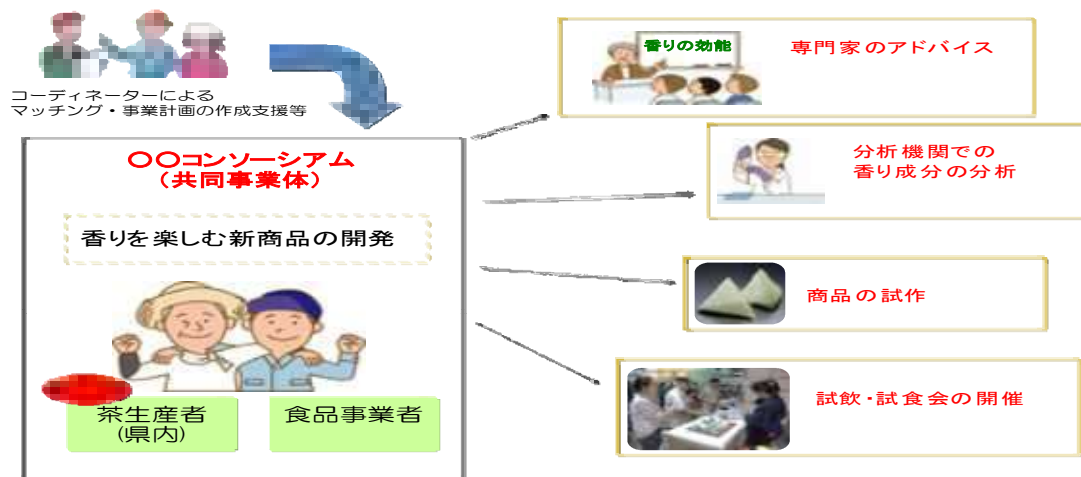 コーディネーターによる
マッチング・事業計画の作成支援等
〇〇コンソーシアム
（共同事業体）
香りを楽しむ新商品の開発
茶生産者
(県内)
食品事業者
香りの効能
専門家のアドバイス
分析機関での
香り成分の分析
商品の試作
試飲・試食会の開催